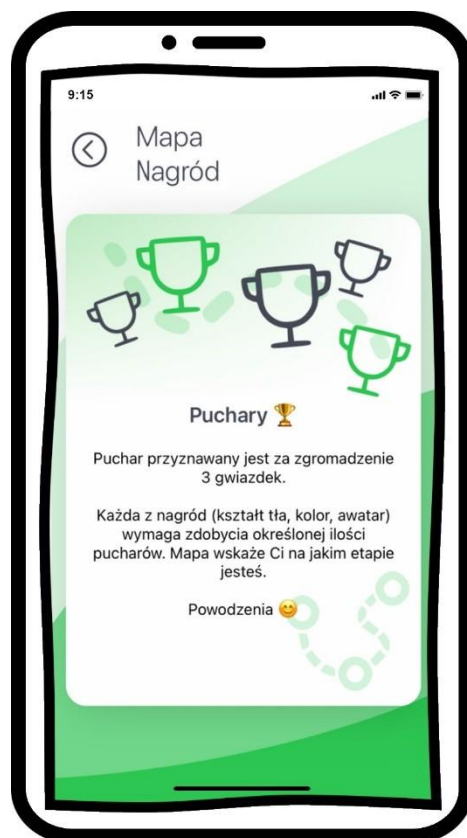 9:15
Mapa
Nagród
Puchary 🏆
Puchar przyznawany jest za zgromadzenie
3 gwiazdek.
Każda z nagród (kształt tła, kolor, awatar)
wymaga zdobycia określonej ilości
pucharów. Mapa wskaże Ci na jakim etapie
jesteś.
Powodzenia 😊